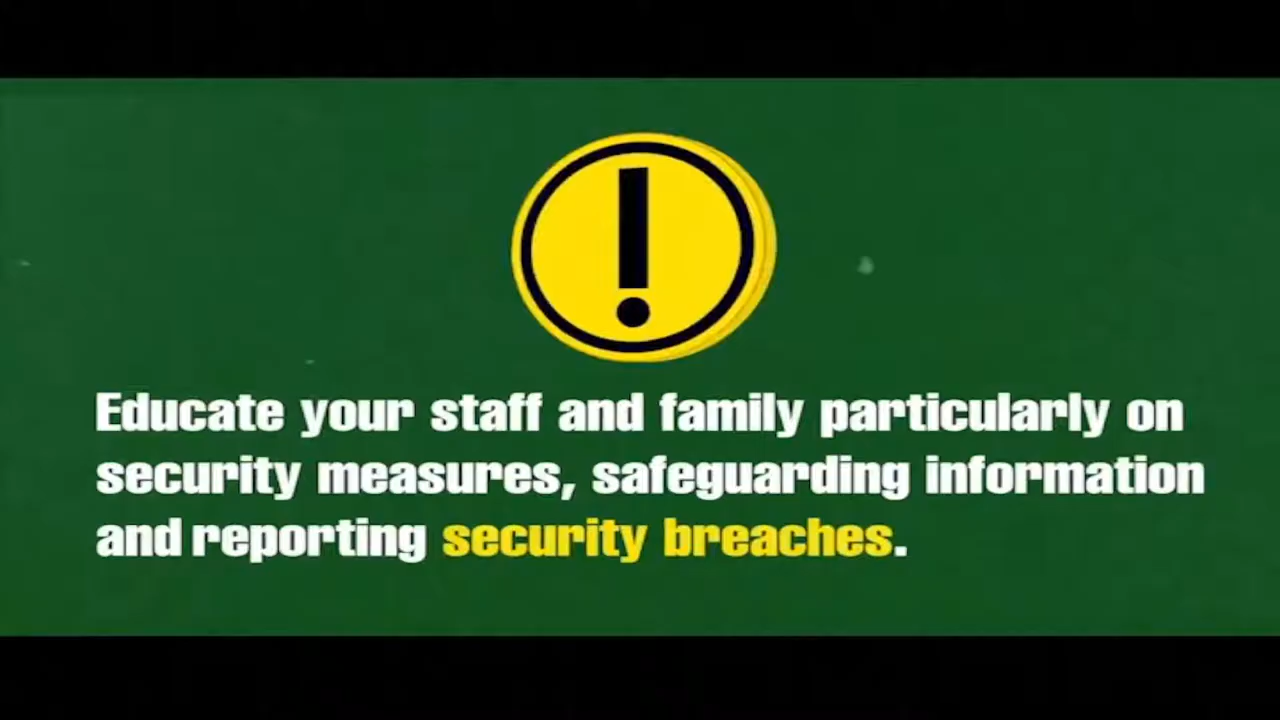 !
Educate your staff and family particularly on
security measures, safeguarding information
and reporting security breaches.